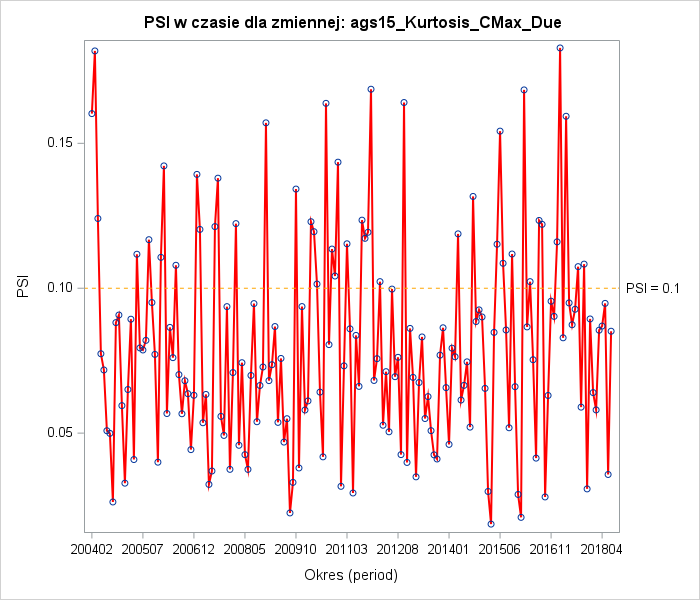 PSI w czasie dla zmiennej: ags15_Kurtosis_CMax_Due
0.15
0.10
0.05
PSI
PSI = 0.1
200402 200507 200612 200805 200910 201103 201208 201401 201506 201611 201804
Okres (period)